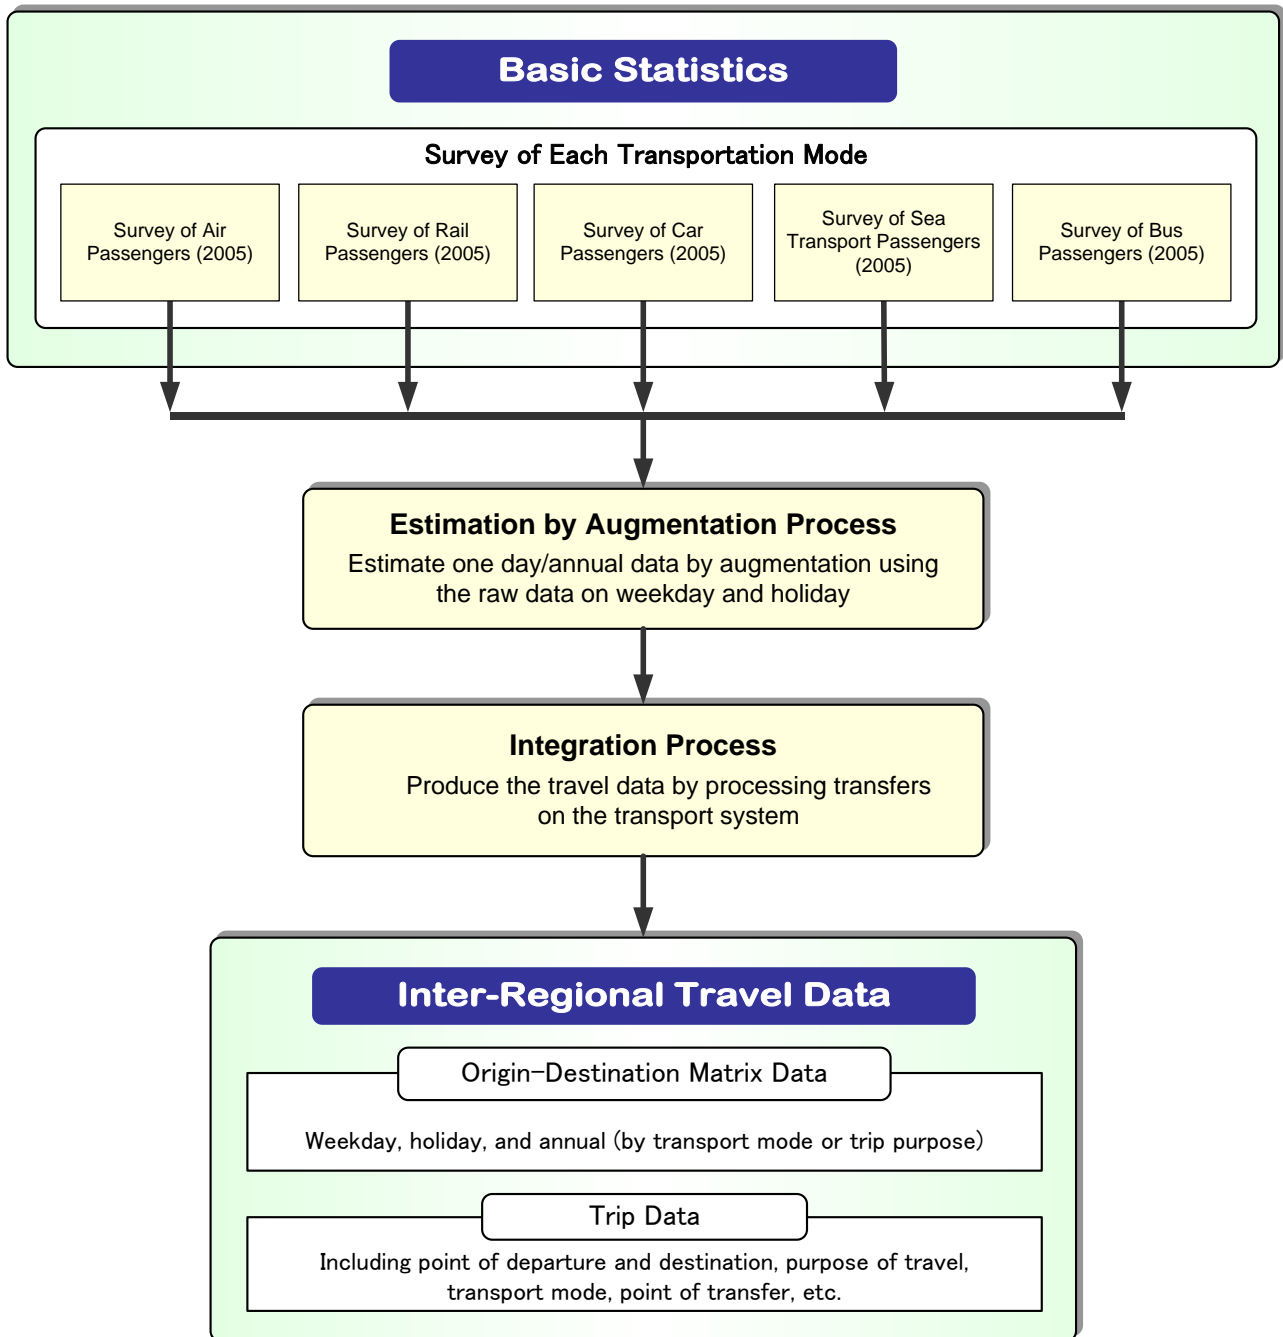 Basic Statistics
Survey of Each Transportation Mode
Survey of Air
Passengers (2005)
Survey of Rail
Passengers (2005)
Survey of Car
Passengers (2005)
Survey of Sea
Transport Passengers
(2005)
Survey of Bus
Passengers (2005)
Estimation by Augmentation Process
Estimate one day/annual data by augmentation using
the raw data on weekday and holiday
Integration Process
Produce the travel data by processing transfers
on the transport system
Inter-Regional Travel Data
Origin-Destination Matrix Data
Weekday, holiday, and annual (by transport mode or trip purpose)
Trip Data
Including point of departure and destination, purpose of travel,
transport mode, point of transfer, etc.